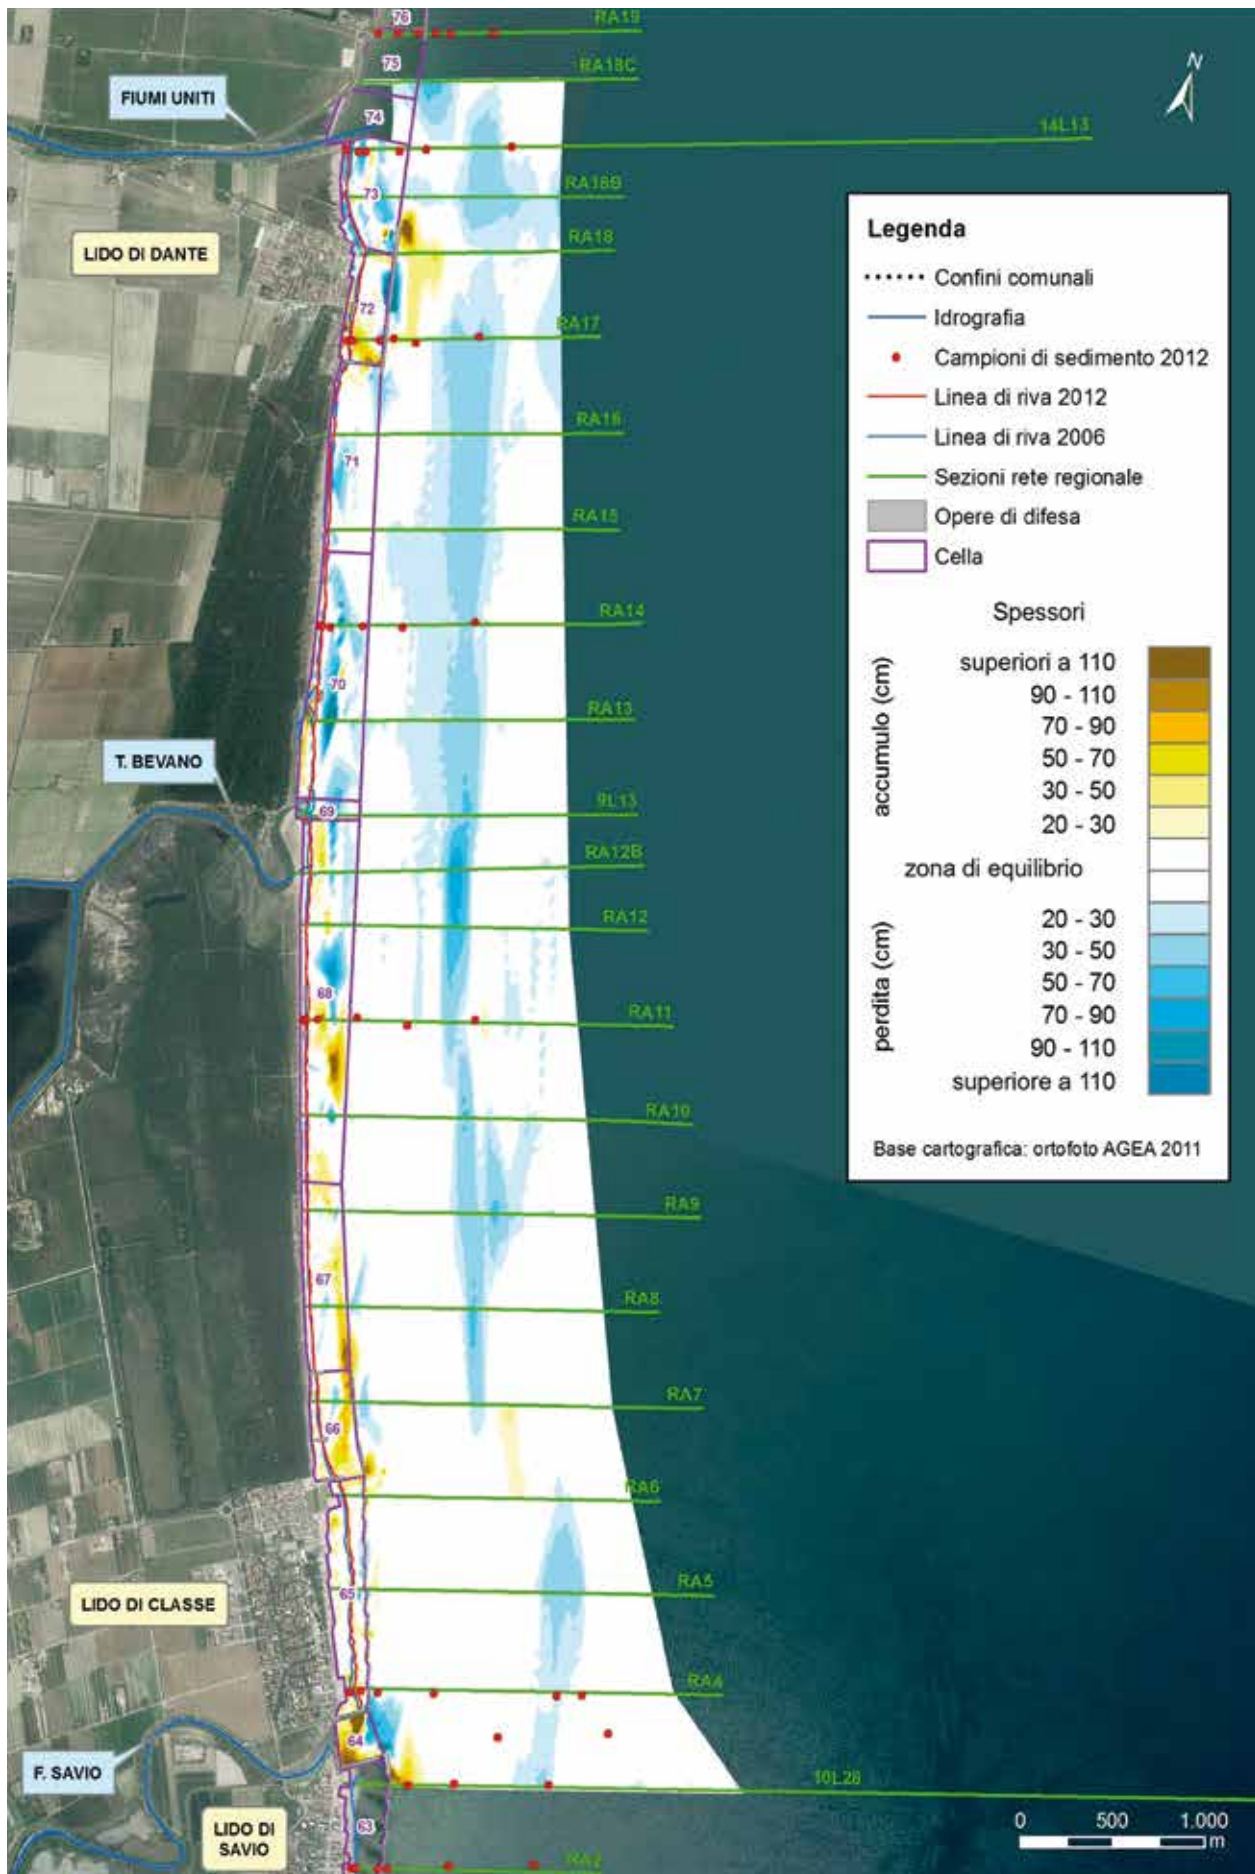 76
RA19
75
RA18C
N
FIUMI UNITI
74
14L13
73
RA18B
RA18
LIDO DI DANTE
72
RA17
RA16
71
RA15
RA14
70
RA13
T. BEVANO
69
9L13
RA12B
RA12
68
RA11
RA10
RA9
67
RA8
RA7
66
RA6
65
RA5
LIDO DI CLASSE
RA4
64
F. SAVIO
10L26
LIDO DI
SAVIO
63
RA2
Legenda
Confini comunali
Idrografia
Campioni di sedimento 2012
Linea di riva 2012
Linea di riva 2006
Sezioni rete regionale
Opere di difesa
Cella
Spessori
accumulo (cm)
superiori a 110
90 - 110
70 - 90
50 - 70
30 - 50
20 - 30
zona di equilibrio
perdita (cm)
20 - 30
30 - 50
50 - 70
70 - 90
90 - 110
superiore a 110
Base cartografica: ortofoto AGEA 2011
0 500 1.000
m